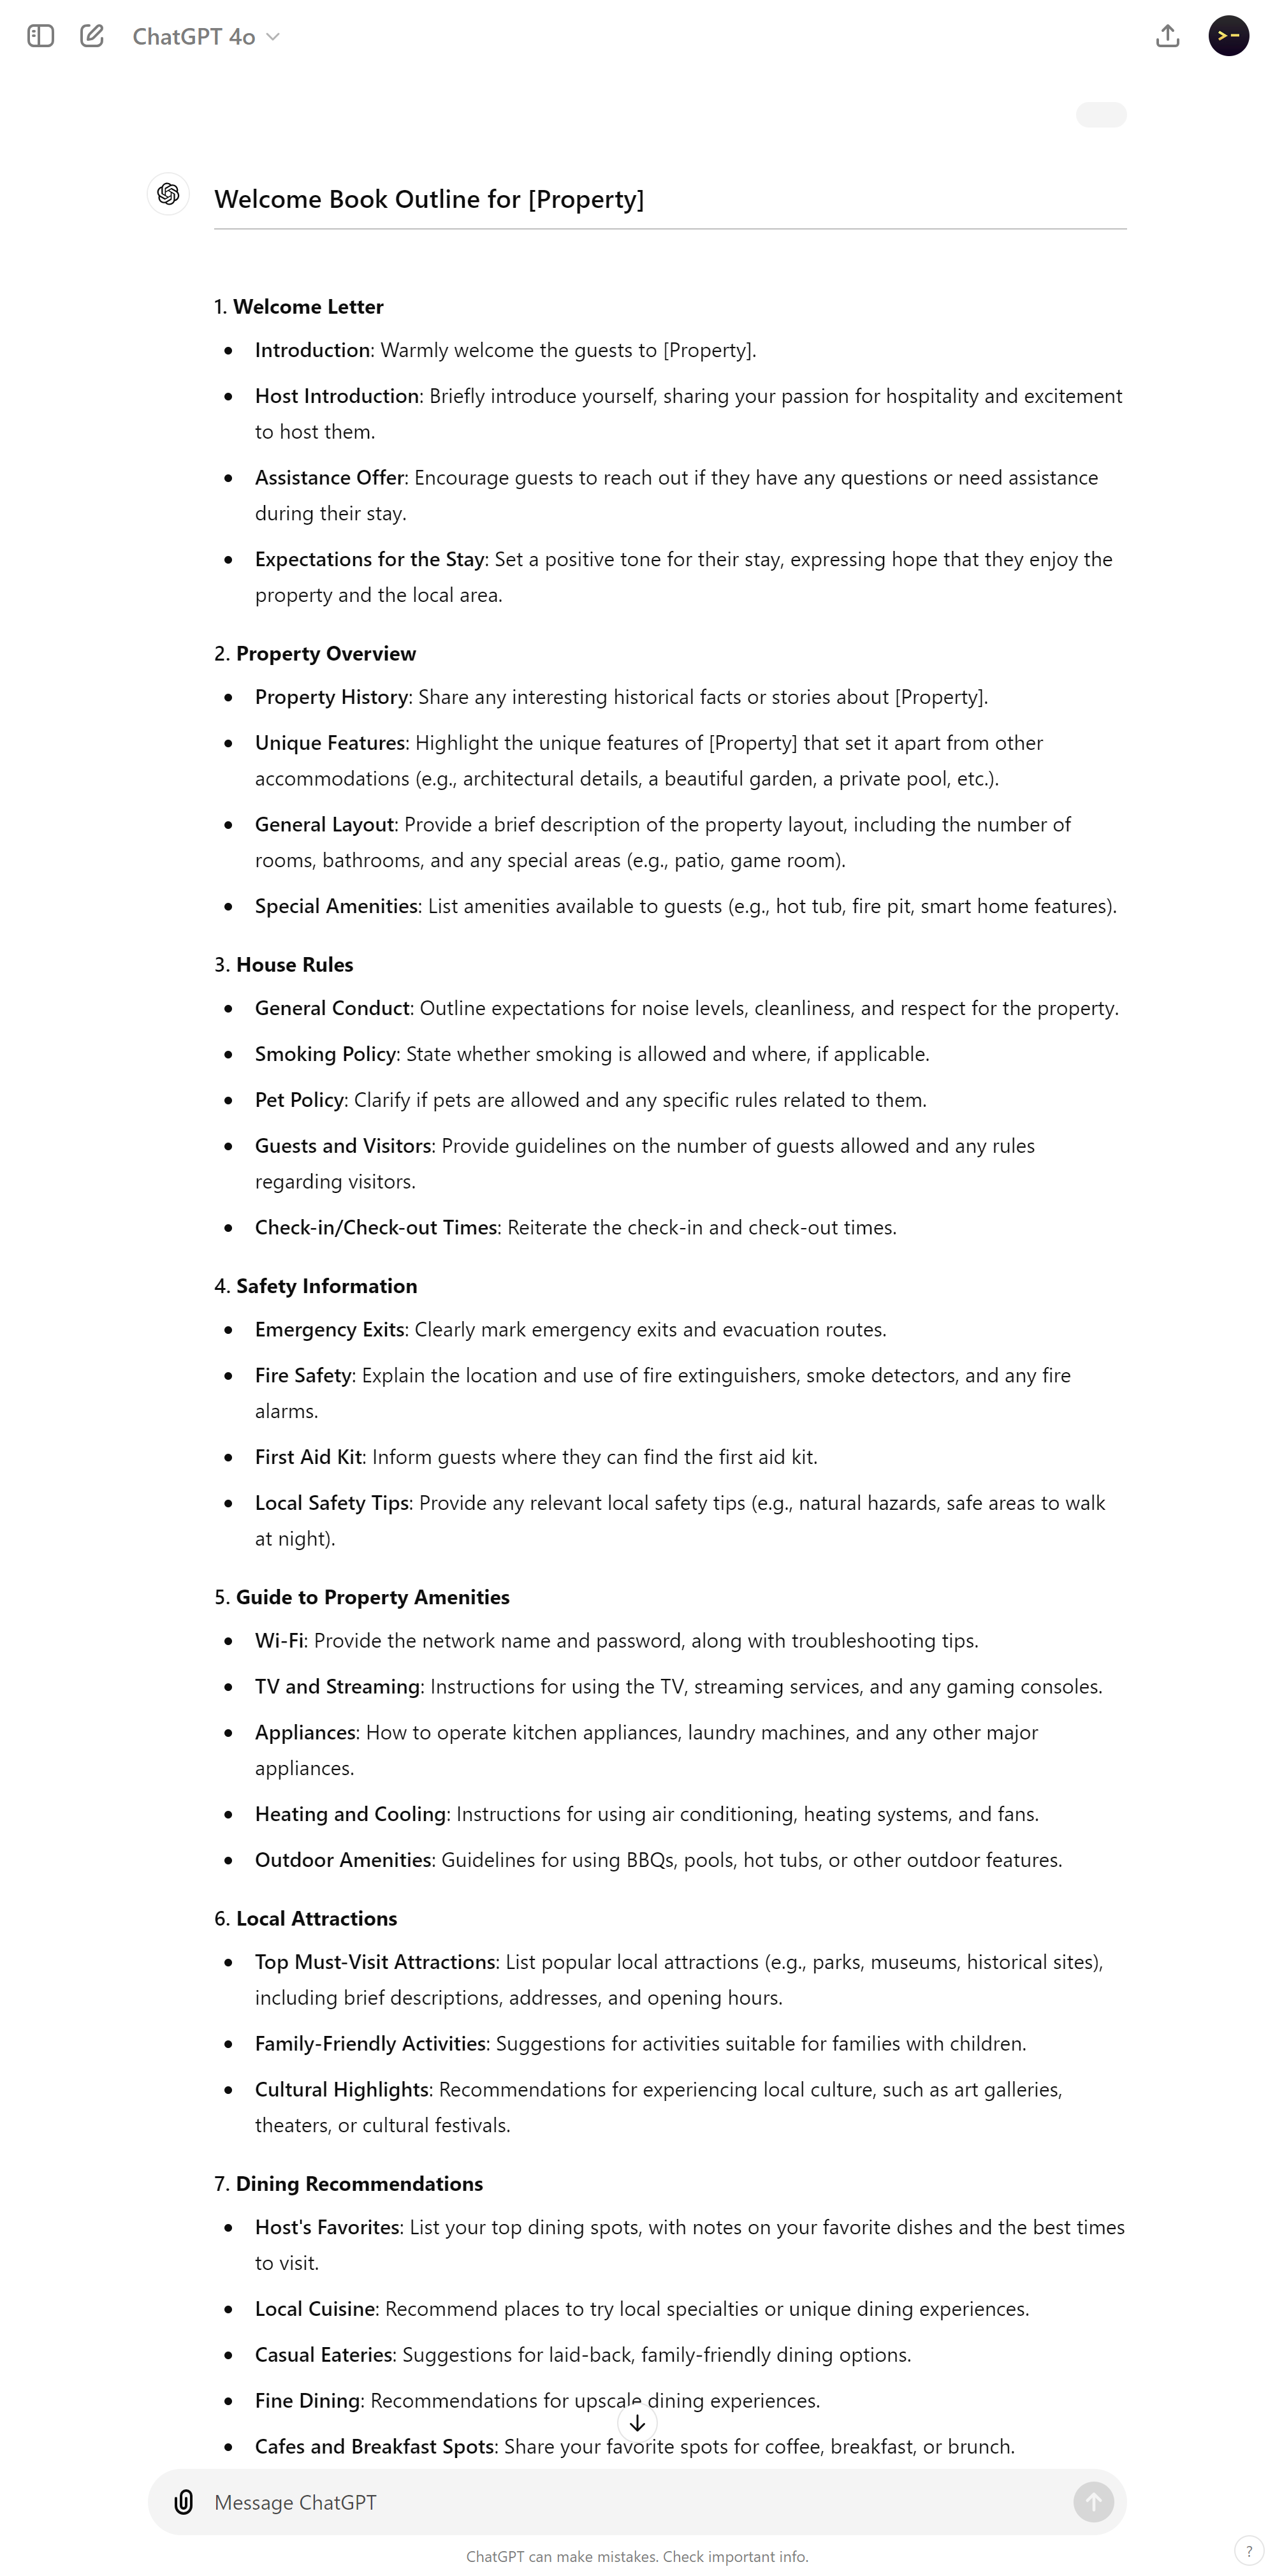 ChatGPT 4o
Welcome Book Outline for [Property]
1. Welcome Letter
Introduction: Warmly welcome the guests to [Property].
Host Introduction: Briefly introduce yourself, sharing your passion for hospitality and excitement
to host them.
Assistance Offer: Encourage guests to reach out if they have any questions or need assistance
during their stay.
Expectations for the Stay: Set a positive tone for their stay, expressing hope that they enjoy the
property and the local area.
2. Property Overview
Property History: Share any interesting historical facts or stories about [Property].
Unique Features: Highlight the unique features of [Property] that set it apart from other
accommodations (e.g., architectural details, a beautiful garden, a private pool, etc.).
General Layout: Provide a brief description of the property layout, including the number of
rooms, bathrooms, and any special areas (e.g., patio, game room).
Special Amenities: List amenities available to guests (e.g., hot tub, fire pit, smart home features).
3. House Rules
General Conduct: Outline expectations for noise levels, cleanliness, and respect for the property.
Smoking Policy: State whether smoking is allowed and where, if applicable.
Pet Policy: Clarify if pets are allowed and any specific rules related to them.
Guests and Visitors: Provide guidelines on the number of guests allowed and any rules
regarding visitors.
Check-in/Check-out Times: Reiterate the check-in and check-out times.
4. Safety Information
Emergency Exits: Clearly mark emergency exits and evacuation routes.
Fire Safety: Explain the location and use of fire extinguishers, smoke detectors, and any fire
alarms.
First Aid Kit: Inform guests where they can find the first aid kit.
Local Safety Tips: Provide any relevant local safety tips (e.g., natural hazards, safe areas to walk
at night).
5. Guide to Property Amenities
Wi-Fi: Provide the network name and password, along with troubleshooting tips.
TV and Streaming: Instructions for using the TV, streaming services, and any gaming consoles.
Appliances: How to operate kitchen appliances, laundry machines, and any other major
appliances.
Heating and Cooling: Instructions for using air conditioning, heating systems, and fans.
Outdoor Amenities: Guidelines for using BBQs, pools, hot tubs, or other outdoor features.
6. Local Attractions
Top Must-Visit Attractions: List popular local attractions (e.g., parks, museums, historical sites),
including brief descriptions, addresses, and opening hours.
Family-Friendly Activities: Suggestions for activities suitable for families with children.
Cultural Highlights: Recommendations for experiencing local culture, such as art galleries,
theaters, or cultural festivals.
7. Dining Recommendations
Host's Favorites: List your top dining spots, with notes on your favorite dishes and the best times
to visit.
Local Cuisine: Recommend places to try local specialties or unique dining experiences.
Casual Eateries: Suggestions for laid-back, family-friendly dining options.
Fine Dining: Recommendations for upscale dining experiences.
Cafes and Breakfast Spots: Share your favorite spots for coffee, breakfast, or brunch.
Message ChatGPT
ChatGPT can make mistakes. Check important info.
?